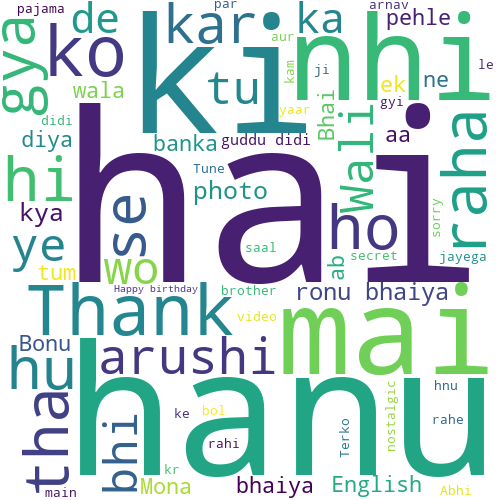 pajama
par
arnav
gya
de
kar
ka
pehle
ko
Ki
nhi
aur
le
wala
tu
kam
ji
ek
ne
didi
yaar
gyi
diya
banka
guddu didi
Bhai
aa
hi
Tune
Wali
raha
kya
se
photo
hai
ho
sorry
ye
saal
secret
jayega
tum
wo
ab
Happy birthday
brother
ronu bhaiya
Thank
video
mai
Bonu
arushi
hu
hanu
hnu
tha
bhi
ke
bol
nostalgic
rahe
rahi
Terko
kr
main
Mona
bhaiya
English
Abhi